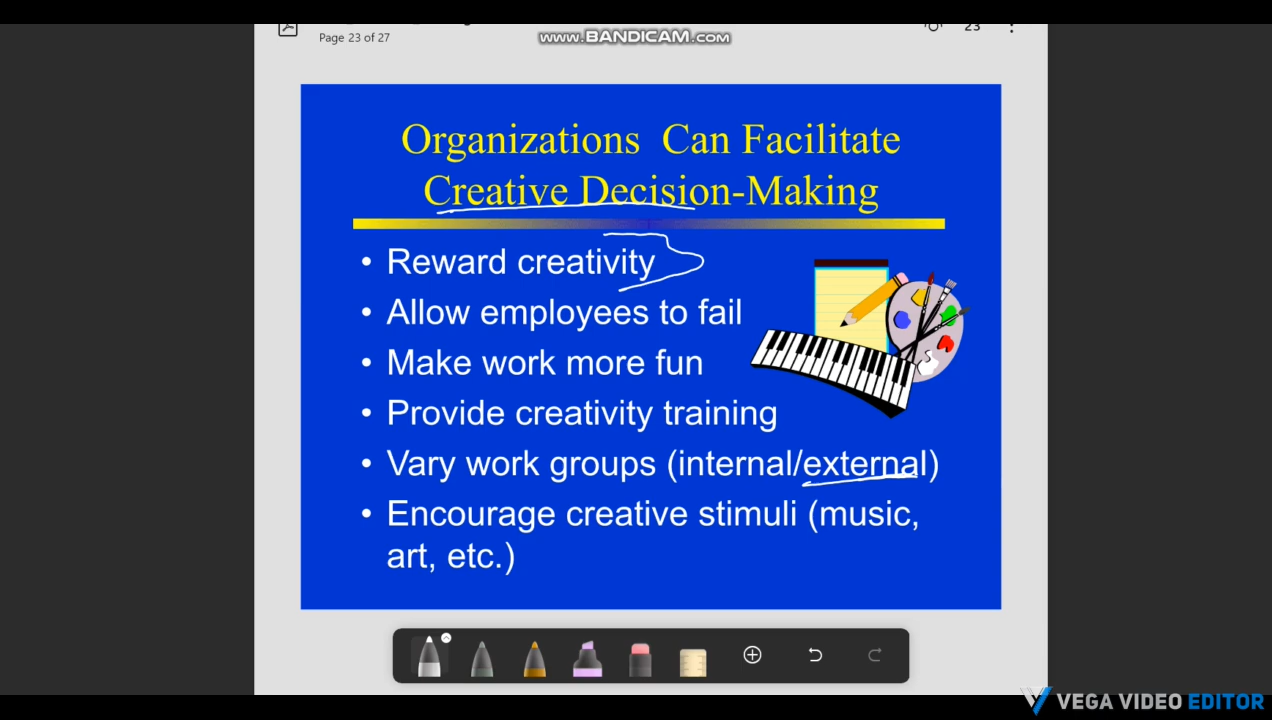 Page 23 of 27
www.BANDICAM.com
23
Organizations Can Facilitate
Creative Decision-Making
• Reward creativity
• Allow employees to fail
• Make work more fun
• Provide creativity training
• Vary work groups (internal/external)
• Encourage creative stimuli (music,
art, etc.)
VEGA VIDEO EDITOR